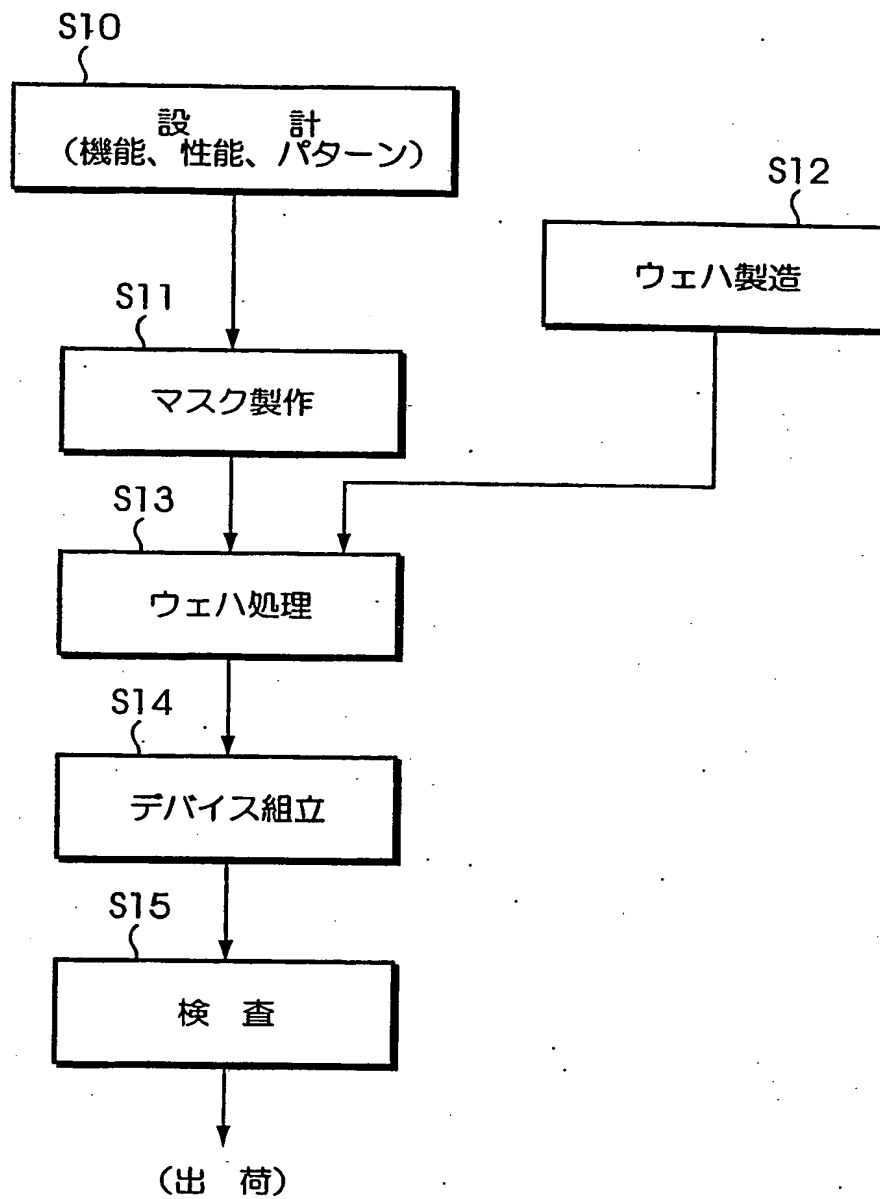 S10
設 計
(機能、性能、パターン)
S12
ウェハ製造
S11
マスク製作
S13
ウェハ処理
S14
デバイス組立
S15
検 査
(出 荷)